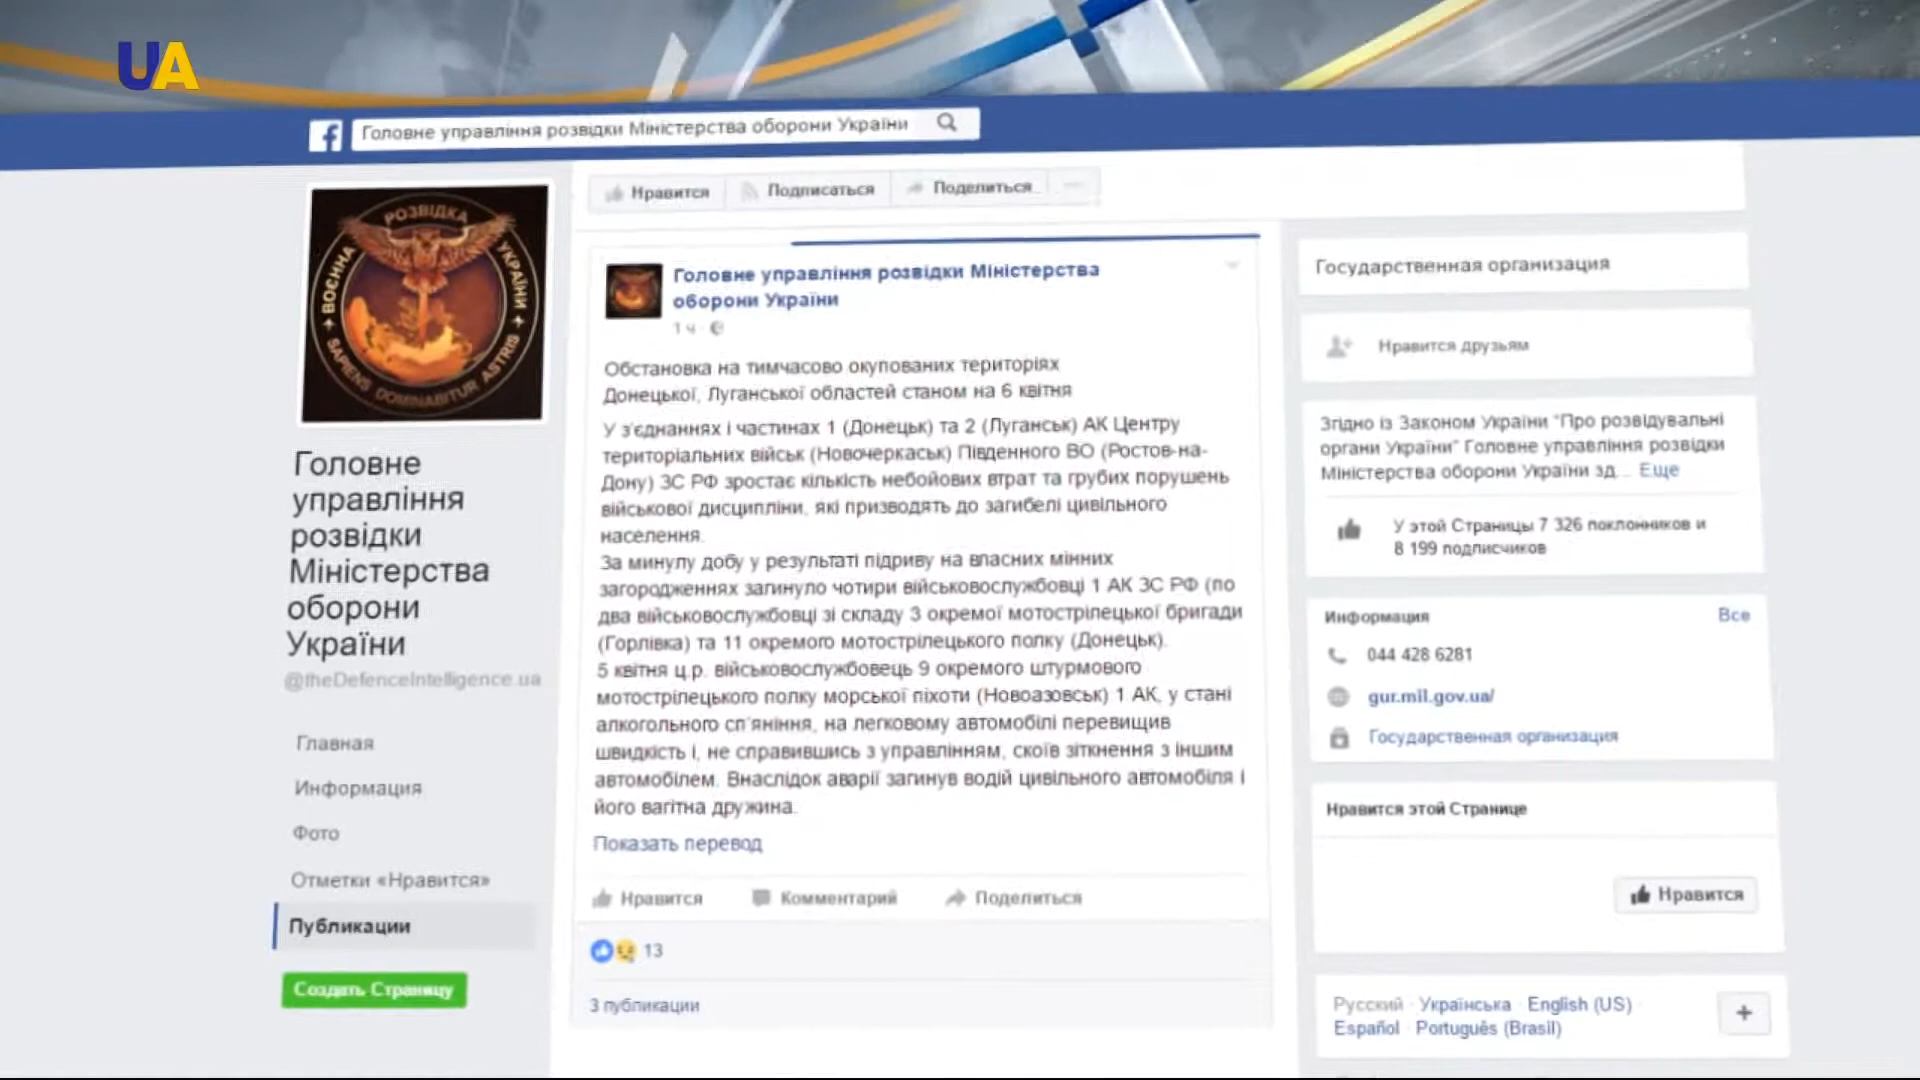 UA
Головне управління розвідки Міністерства оборони України
РОЗВІДКА
ВОЄННА
УКРАЇНИ
SAPIENS DOMINABITUR ASTRIS
Головне
управління
розвідки
Міністерства
оборони
України
@theDefenceIntelligence.ua
Главная
Информация
Фото
Отметки «Нравится»
Публикации
Создать Страницу
Нравится
Подписаться
Поделиться
Головне управління розвідки Міністерства
оборони України
1 ч ·
Обстановка на тимчасово окупованих територіях
Донецької, Луганської областей станом на 6 квітня
У з'єднаннях і частинах 1 (Донецьк) та 2 (Луганськ) АК Центру
територіальних військ (Новочеркаськ) Південного ВО (Ростов-на-
Дону) ЗС РФ зростає кількість небойових втрат та грубих порушень
військової дисципліни, які призводять до загибелі цивільного
населення.
За минулу добу у результаті підриву на власних мінних
загородженнях загинуло чотири військовослужбовці 1 АК ЗС РФ (по
два військовослужбовці зі складу 3 окремої мотострілецької бригади
(Горлівка) та 11 окремого мотострілецького полку (Донецьк).
5 квітня ц.р. військовослужбовець 9 окремого штурмового
мотострілецького полку морської піхоти (Новоазовськ) 1 АК, у стані
алкогольного сп'яніння, на легковому автомобілі перевищив
швидкість і, не справившись з управлінням, скоїв зіткнення з іншим
автомобілем. Внаслідок аварії загинув водій цивільного автомобіля і
його вагітна дружина.
Показать перевод
Нравится
Комментарий
Поделиться
13
3 публикации
Государственная организация
Нравится друзьям
Згідно із Законом України "Про розвідувальні
органи України" Головне управління розвідки
Міністерства оборони України зд... Еще
У этой Страницы 7 326 поклонников и
8 199 подписчиков
Информация
Все
044 428 6281
gur.mil.gov.ua/
Государственная организация
Нравится этой Странице
Нравится
Русский · Українська · English (US) ·
Español · Português (Brasil)
+